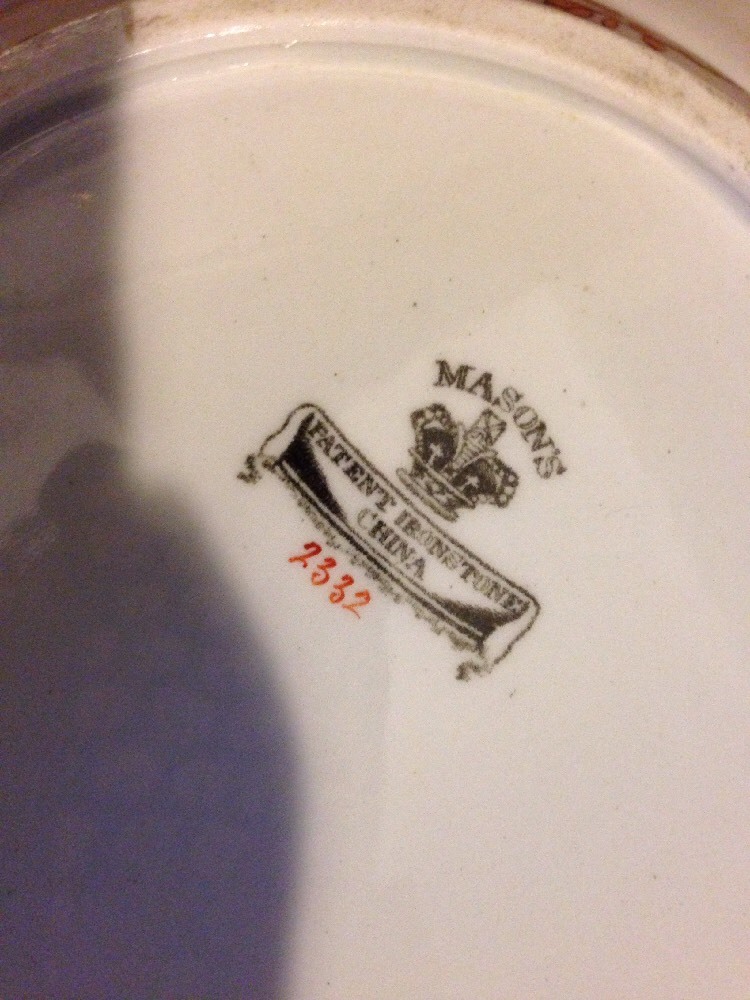 MASON'S
PATENT IRONSTONE
CHINA
2332